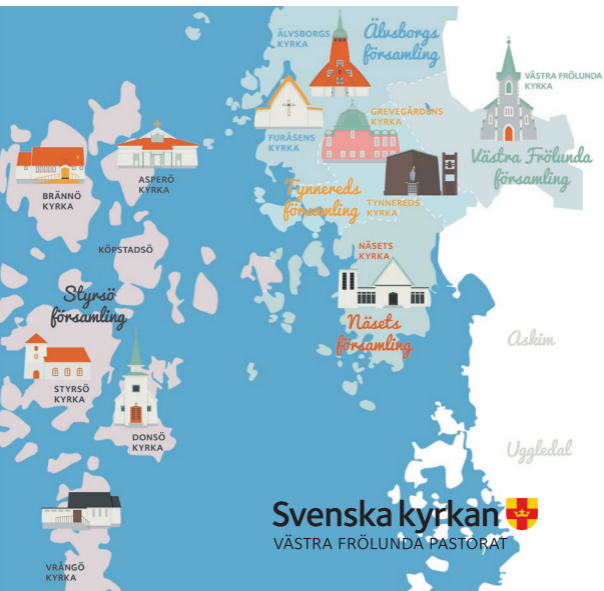 ÄLVSBORGS
KYRKA
Älvsborgs
församling
VÄSTRA FRÖLUNDA
KYRKA
FURÅSENS
KYRKA
GREVEGÅRDENS
KYRKA
Västra Frölunda
församling
Tynnereds
församling
TYNNEREDS
KYRKA
BRÄNNÖ
KYRKA
ASPERÖ
KYRKA
KÖPSTADSÖ
NÄSETS
KYRKA
Styrsö
församling
Näsets
församling
Askim
STYRSÖ
KYRKA
DONSÖ
KYRKA
Uggledal
Svenska kyrkan
VÄSTRA FRÖLUNDA PASTORAT
VRÅNGÖ
KYRKA